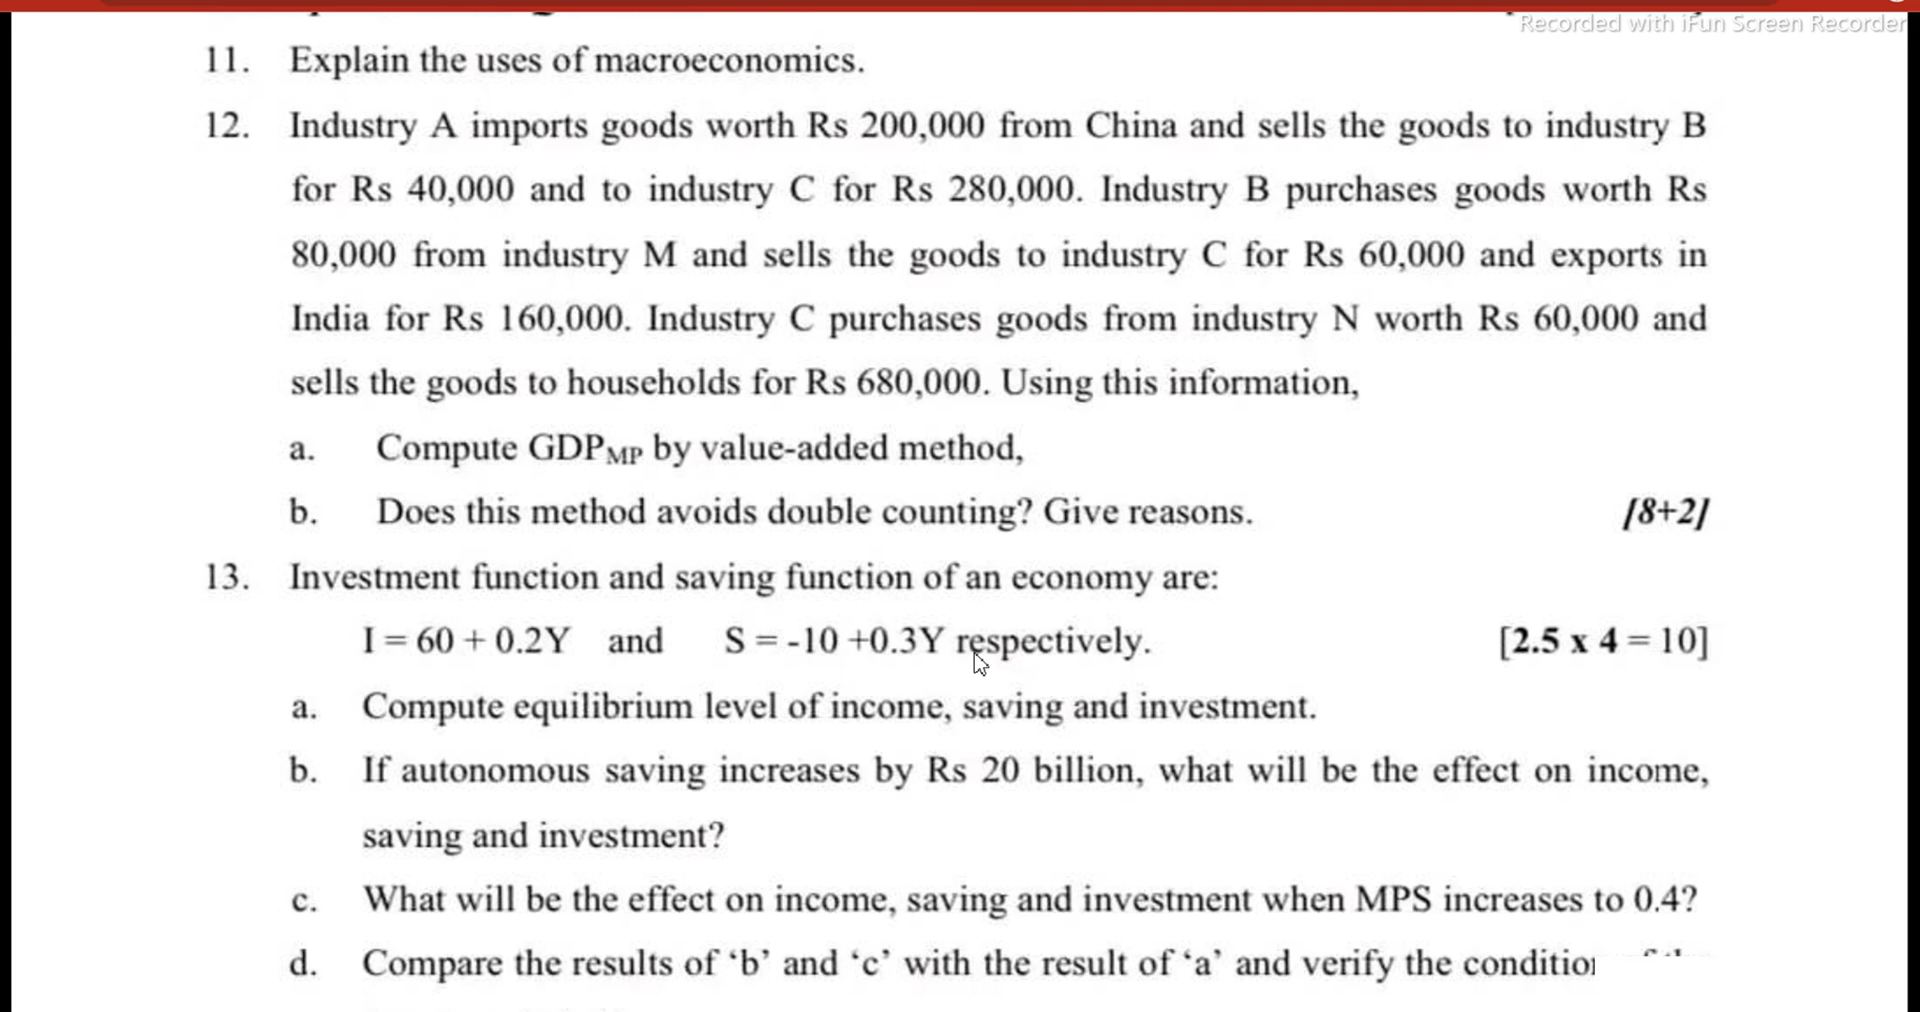 Recorded with iFun Screen Recorder
11. Explain the uses of macroeconomics.
12. Industry A imports goods worth Rs 200,000 from China and sells the goods to industry B
for Rs 40,000 and to industry C for Rs 280,000. Industry B purchases goods worth Rs
80,000 from industry M and sells the goods to industry C for Rs 60,000 and exports in
India for Rs 160,000. Industry C purchases goods from industry N worth Rs 60,000 and
sells the goods to households for Rs 680,000. Using this information,
a. Compute GDPMP by value-added method,
b. Does this method avoids double counting? Give reasons. [8+2]
13. Investment function and saving function of an economy are:
I = 60 + 0.2Y and S = -10 +0.3Y respectively. [2.5 x 4 = 10]
a. Compute equilibrium level of income, saving and investment.
b. If autonomous saving increases by Rs 20 billion, what will be the effect on income,
saving and investment?
c. What will be the effect on income, saving and investment when MPS increases to 0.4?
d. Compare the results of ‘b’ and ‘c’ with the result of ‘a’ and verify the